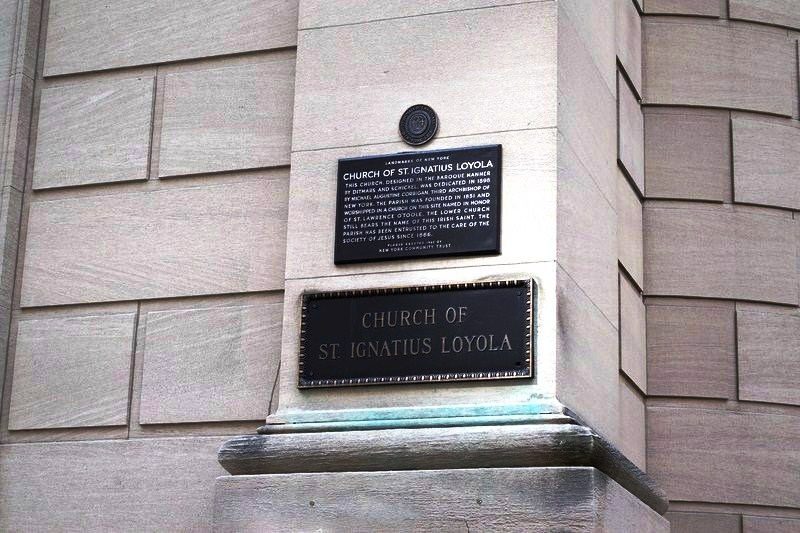 LANDMARKS OF NEW YORK
CHURCH OF ST. IGNATIUS LOYOLA
THIS CHURCH, DESIGNED IN THE BAROQUE MANNER
BY DITMARS AND SCHICKEL, WAS DEDICATED IN 1898
BY MICHAEL AUGUSTINE CORRIGAN, THIRD ARCHBISHOP OF
NEW YORK. THE PARISH WAS FOUNDED IN 1851 AND
WORSHIPPED IN A CHURCH ON THIS SITE NAMED IN HONOR
OF ST. LAWRENCE O'TOOLE. THE LOWER CHURCH
STILL BEARS THE NAME OF THIS IRISH SAINT. THE
PARISH HAS BEEN ENTRUSTED TO THE CARE OF THE
SOCIETY OF JESUS SINCE 1866.
PLAQUE ERECTED BY
NEW YORK COMMUNITY TRUST
CHURCH OF
ST. IGNATIUS LOYOLA